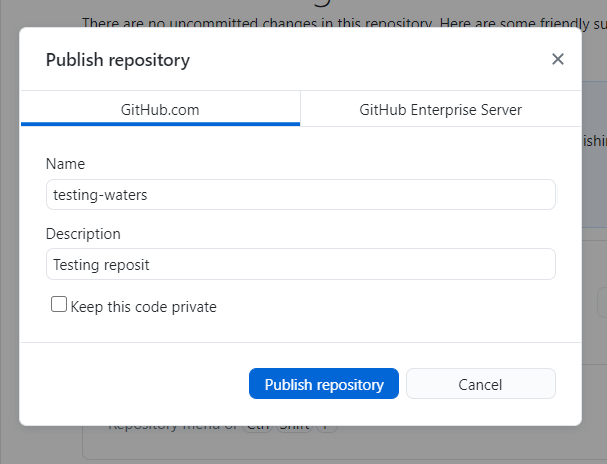 There are no uncommitted changes in this repository. Here are some friendly su
Publish repository
GitHub.com
GitHub Enterprise Server
Name
testing-waters
Description
Testing reposit
Keep this code private
Publish repository
Cancel
Repository menu or Ctrl Shift